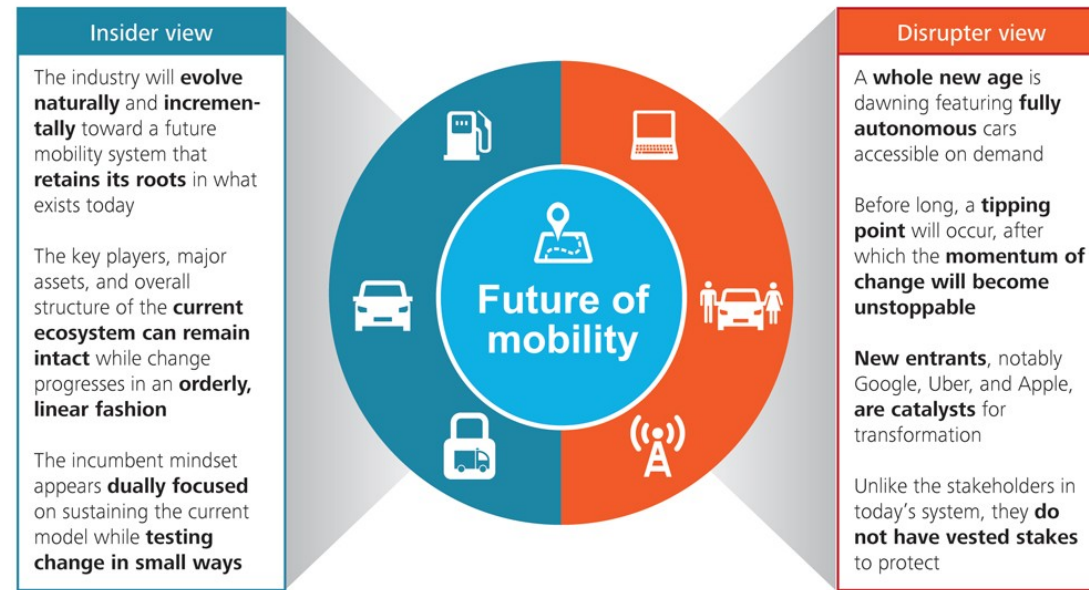 Insider view
The industry will evolve
naturally and incremen-
tally toward a future
mobility system that
retains its roots in what
exists today
The key players, major
assets, and overall
structure of the current
ecosystem can remain
intact while change
progresses in an orderly,
linear fashion
The incumbent mindset
appears dually focused
on sustaining the current
model while testing
change in small ways
Future of
mobility
Disrupter view
A whole new age is
dawning featuring fully
autonomous cars
accessible on demand
Before long, a tipping
point will occur, after
which the momentum of
change will become
unstoppable
New entrants, notably
Google, Uber, and Apple,
are catalysts for
transformation
Unlike the stakeholders in
today's system, they do
not have vested stakes
to protect